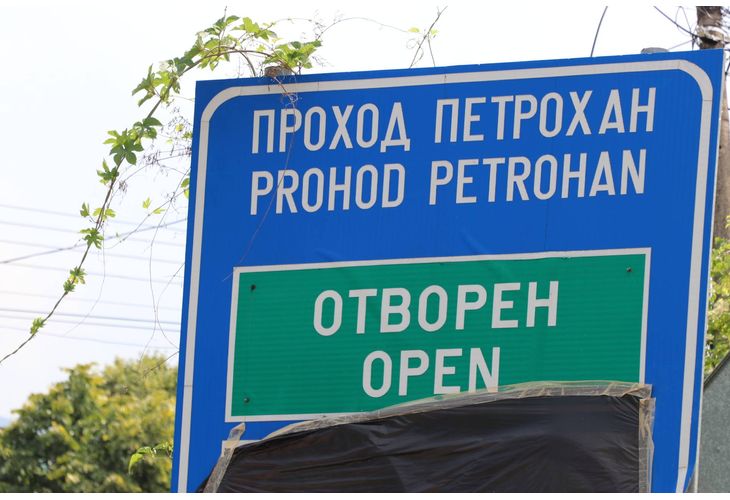 ПРОХОД ПЕТРОХАН
PROHOD PETROHAN
ОТВОРЕН
OPEN